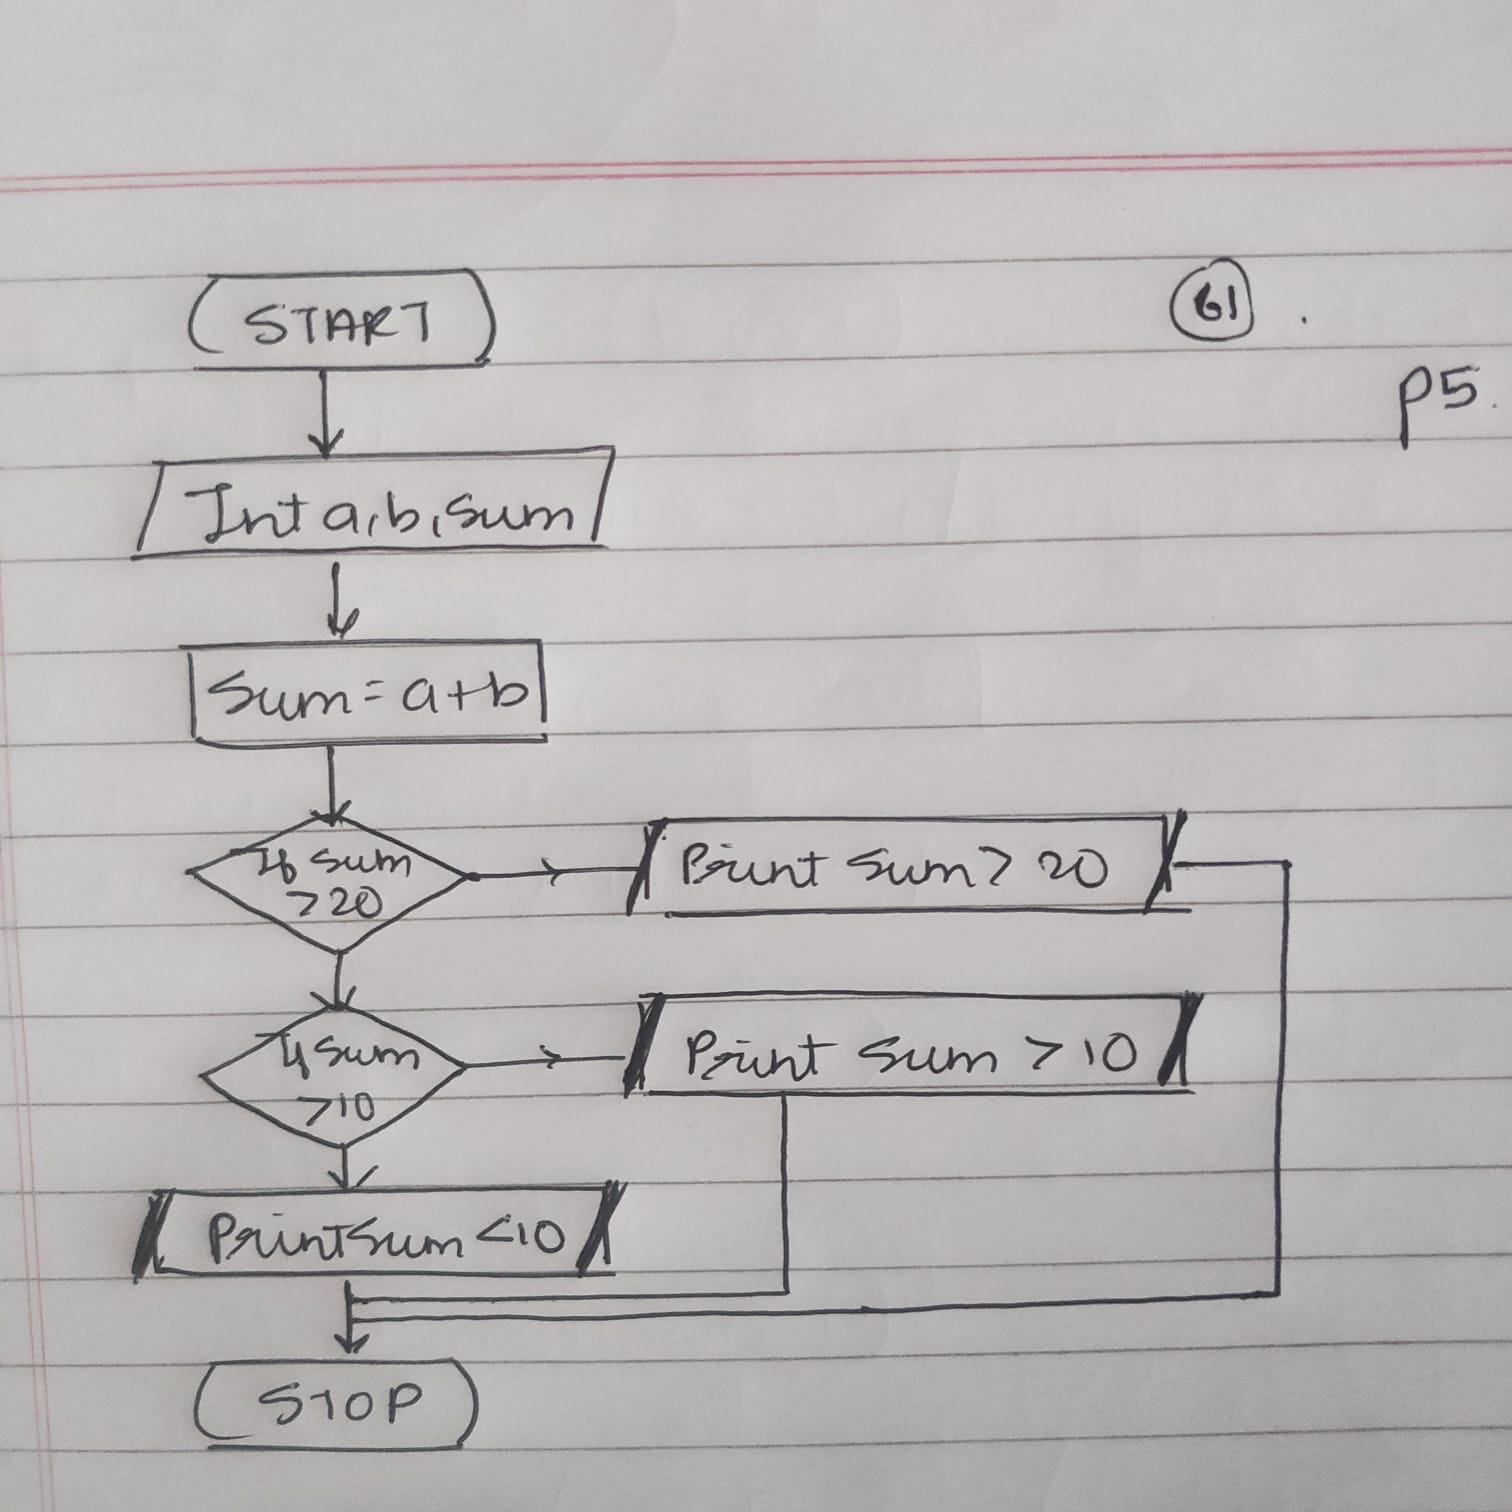 START
61
p5.
Int a, b, sum
Sum = a+b
If sum
>20
Print Sum > 20
If sum
>10
Print Sum > 10
Print Sum <10
STOP